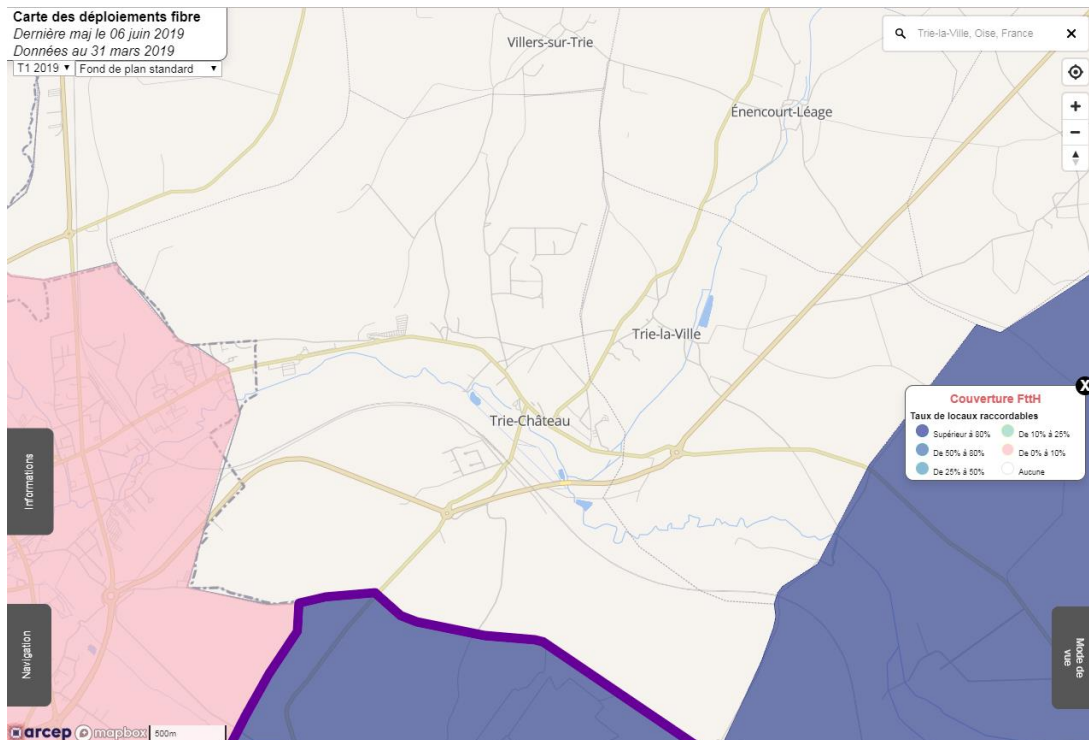 Carte des déploiements fibre
Dernière maj le 06 juin 2019
Données au 31 mars 2019
T1 2019
Fond de plan standard
Trie-la-Ville, Oise, France
Villers-sur-Trie
Énencourt-Léage
Trie-la-Ville
Trie-Château
X
Couverture FttH
Taux de locaux raccordables
Supérieur à 80%
De 10% à 25%
De 50% à 80%
De 0% à 10%
De 25% à 50%
Aucune
Informations
Navigation
Mode de
vue
arcep
mapbox
500m